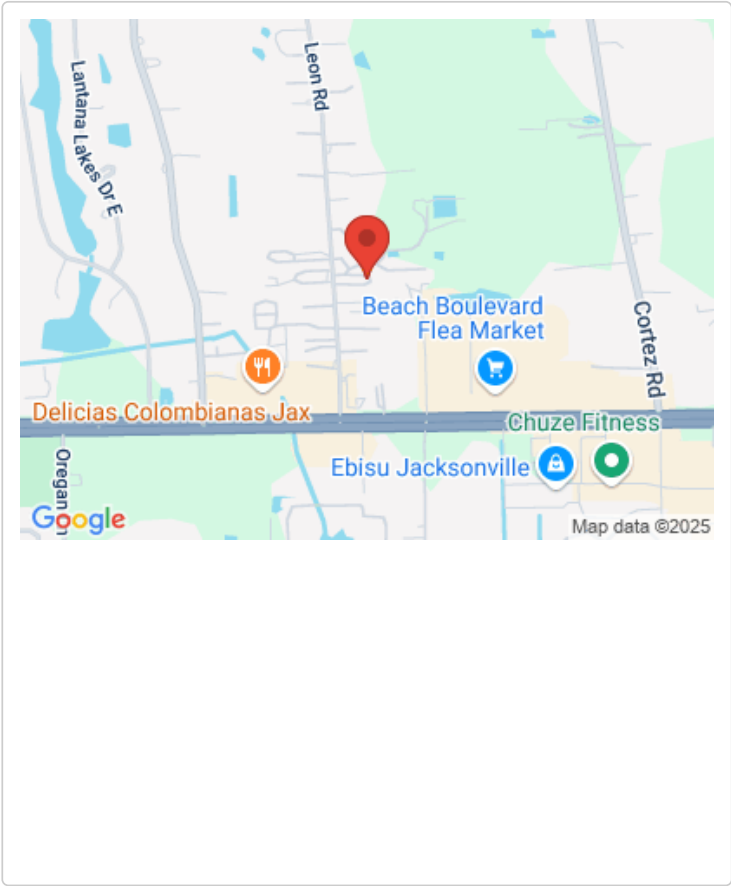 Leon Rd
Lantana Lakes Dr E
Beach Boulevard
Flea Market
Cortez Rd
Delicias Colombianas Jax
Chuze Fitness
Ebisu Jacksonville
Oregan
Google
Map data ©2025